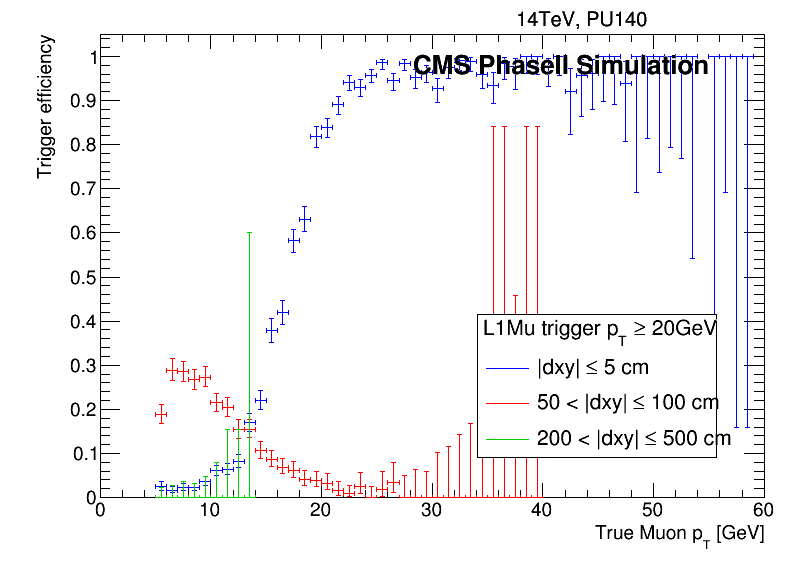 14TeV, PU140
CMS PhaseII Simulation
Trigger efficiency
1
0.9
0.8
0.7
0.6
0.5
0.4
0.3
0.2
0.1
0
L1Mu trigger pT ≥ 20GeV
|dxy| ≤ 5 cm
50 < |dxy| ≤ 100 cm
200 < |dxy| ≤ 500 cm
0 10 20 30 40 50 60
True Muon pT [GeV]